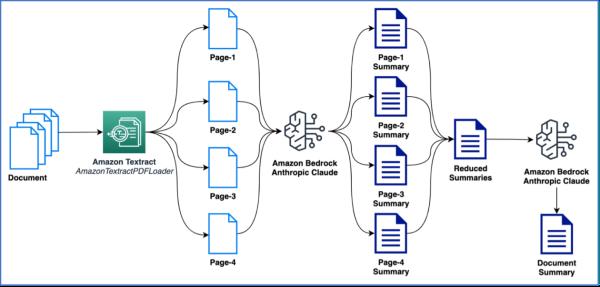 Document
Amazon Textract
AmazonTextractPDFLoader
Page-1
Page-2
Page-3
Page-4
Amazon Bedrock
Anthropic Claude
Page-1
Summary
Page-2
Summary
Page-3
Summary
Page-4
Summary
Reduced
Summaries
Amazon Bedrock
Anthropic Claude
Document
Summary